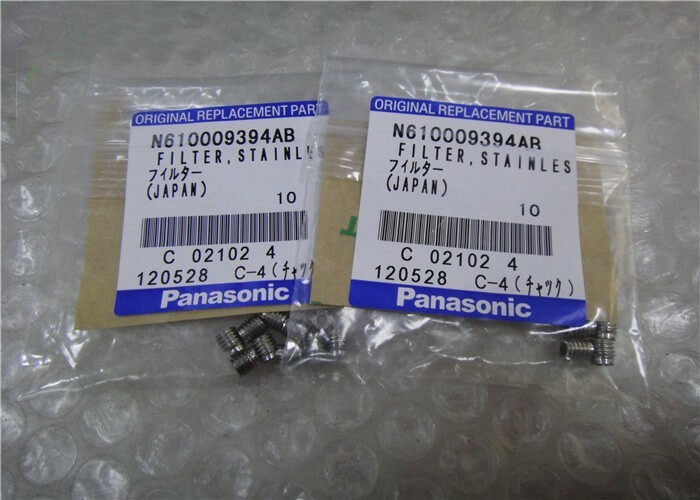 ORIGINAL REPLACEMENT PART
N610009394AB
FILTER, STAINLES
フィルター
(JAPAN)
10
C 02102 4
120528 C-4(チャック
Panasonic
ORIGINAL REPLACEMENT PART
N610009394AB
FILTER, STAINLES
フィルター
(JAPAN)
10
C 02102 4
120528 C-4(チャック)
Panasonic